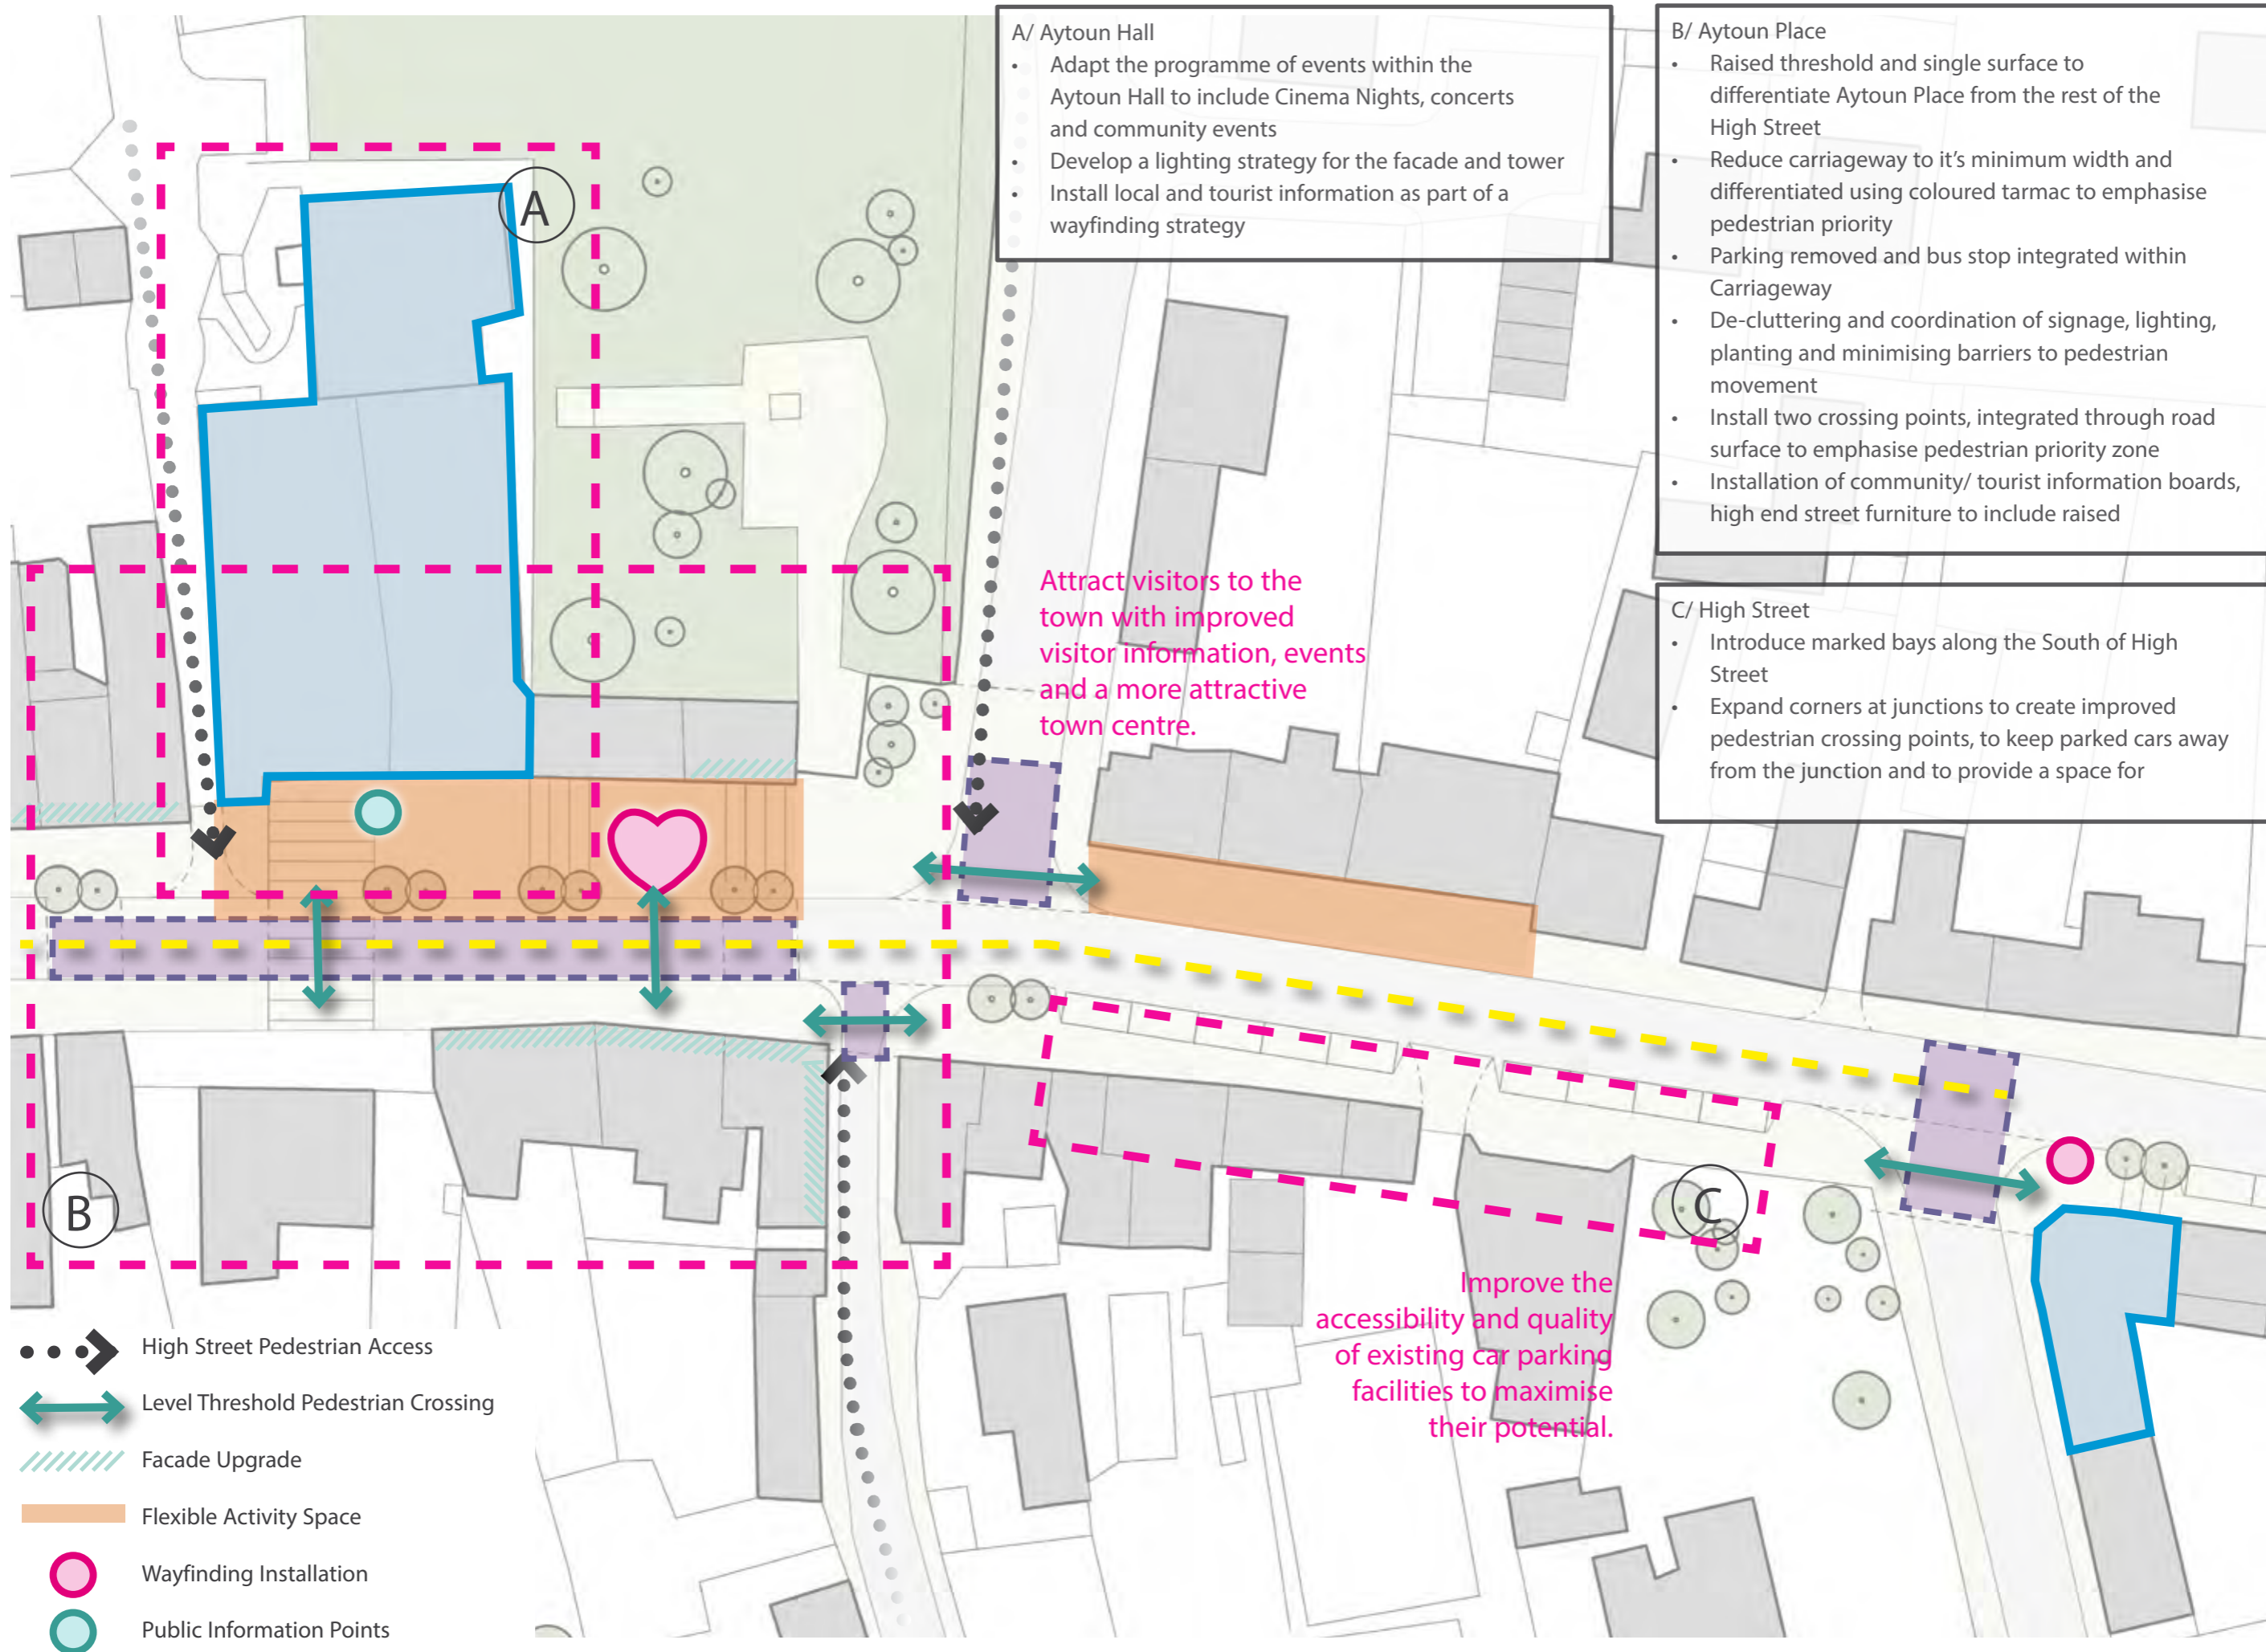 A/ Aytoun Hall
• Adapt the programme of events within the
Aytoun Hall to include Cinema Nights, concerts
and community events
• Develop a lighting strategy for the facade and tower
• Install local and tourist information as part of a
wayfinding strategy
B/ Aytoun Place
• Raised threshold and single surface to
differentiate Aytoun Place from the rest of the
High Street
• Reduce carriageway to it's minimum width and
differentiated using coloured tarmac to emphasise
pedestrian priority
• Parking removed and bus stop integrated within
Carriageway
• De-cluttering and coordination of signage, lighting,
planting and minimising barriers to pedestrian
movement
• Install two crossing points, integrated through road
surface to emphasise pedestrian priority zone
• Installation of community/ tourist information boards,
high end street furniture to include raised
C/ High Street
• Introduce marked bays along the South of High
Street
• Expand corners at junctions to create improved
pedestrian crossing points, to keep parked cars away
from the junction and to provide a space for
A
Attract visitors to the
town with improved
visitor information, events
and a more attractive
town centre.
B
C
Improve the
accessibility and quality
of existing car parking
facilities to maximise
their potential.
High Street Pedestrian Access
Level Threshold Pedestrian Crossing
Facade Upgrade
Flexible Activity Space
Wayfinding Installation
Public Information Points